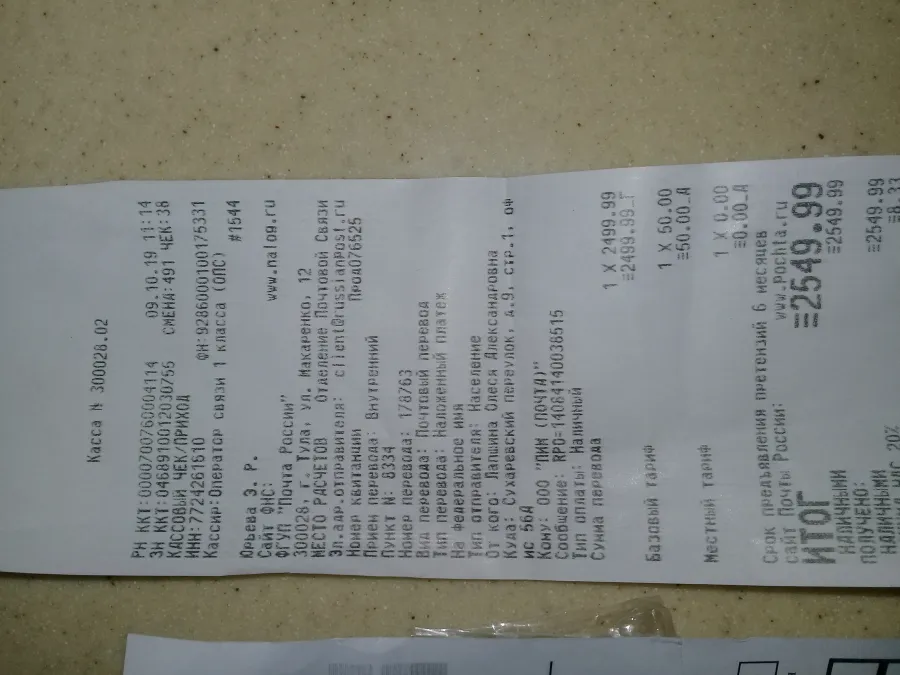 Касса N 300028.02
РН ККТ:0000700760004114 09.10.19 11:14
ЗН ККТ:0468910012030755 СМЕНА:491 ЧЕК:38
КАССОВЫЙ ЧЕК/ПРИХОД
ИНН:7724261610 ФН:9286000100175331
Кассир:Оператор связи 1 класса (ОПС)
#1544
Юрьева Э. Р.
Сайт ФНС: www.nalog.ru
ФГУП "Почта России"
300028, г. Тула, ул. Макаренко, 12
МЕСТО РАСЧЕТОВ Отделение Почтовой Связи
Эл.адр.отправителя: client@russianPost.ru
Номер квитанции Прод076525
Прием перевода: Внутренний
Пункт N: 8334
Номер перевода: 178763
Вид перевода: Почтовый перевод
Тип перевода: Наложенный платеж
На федеральное имя
Тип отправителя: Население
От кого: Лапшина Олеся Александровна
Куда: Сухаревский переулок, д.9, стр.1, оф
ис 56А
Кому: ООО "ПИК (ПОЧТА)"
Сообщение: RPO=14064140038515
Тип оплаты: Наличный
Сумма перевода
1 X 2499.99
≡2499.99_Г
Базовый тариф
1 X 50.00
≡50.00_А
Местный тариф
1 X 0.00
≡0.00_А
Срок предъявления претензий 6 месяцев
сайт Почты России: www.Pochta.ru
ИТОГ ≡2549.99
НАЛИЧНЫМИ ≡2549.99
ПОЛУЧЕНО:
НАЛИЧНЫМИ ≡2549.99
НДС 20% ≡8.33